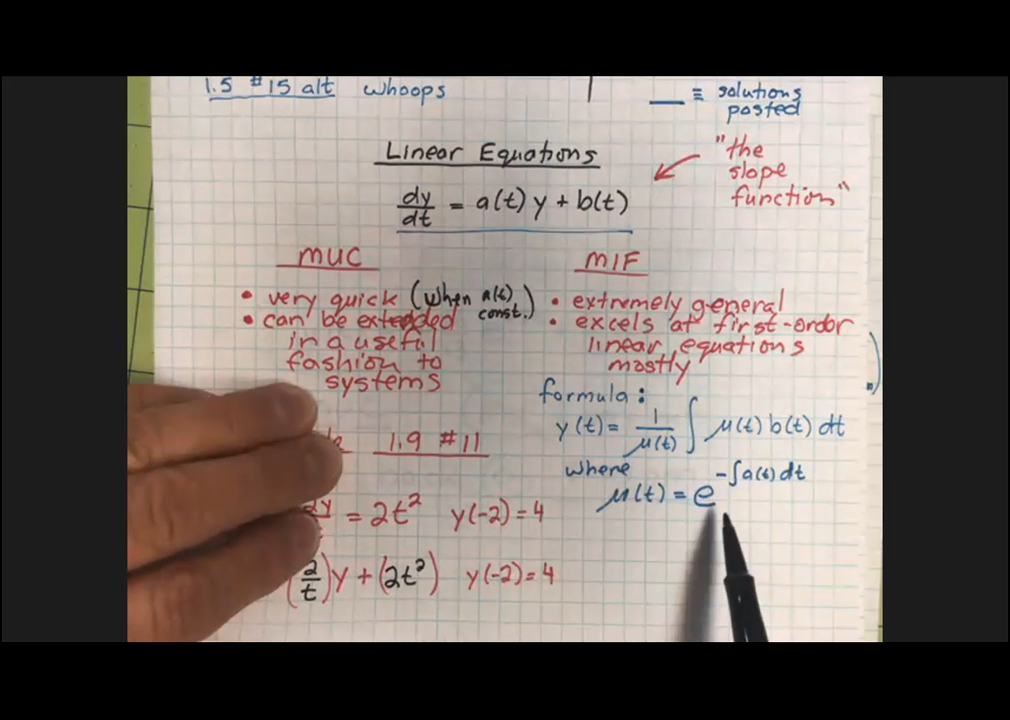 1.5 #15 alt whoops
≡ solutions posted
Linear Equations
"the
slope
function"
dy/dt = a(t) y + b(t)
MUC
• very quick (when a(t) const.)
• can be extedded
in a useful
fashion to
systems
MIF
• extremely general
• excels at first-order
linear equations
mostly
formula:
y(t) = 1/μ(t) ∫ μ(t) b(t) dt
where
μ(t) = e^(-∫a(t) dt)
1.9 #11
= 2t² y(-2) = 4
(2/t)y + (2t²) y(-2) = 4